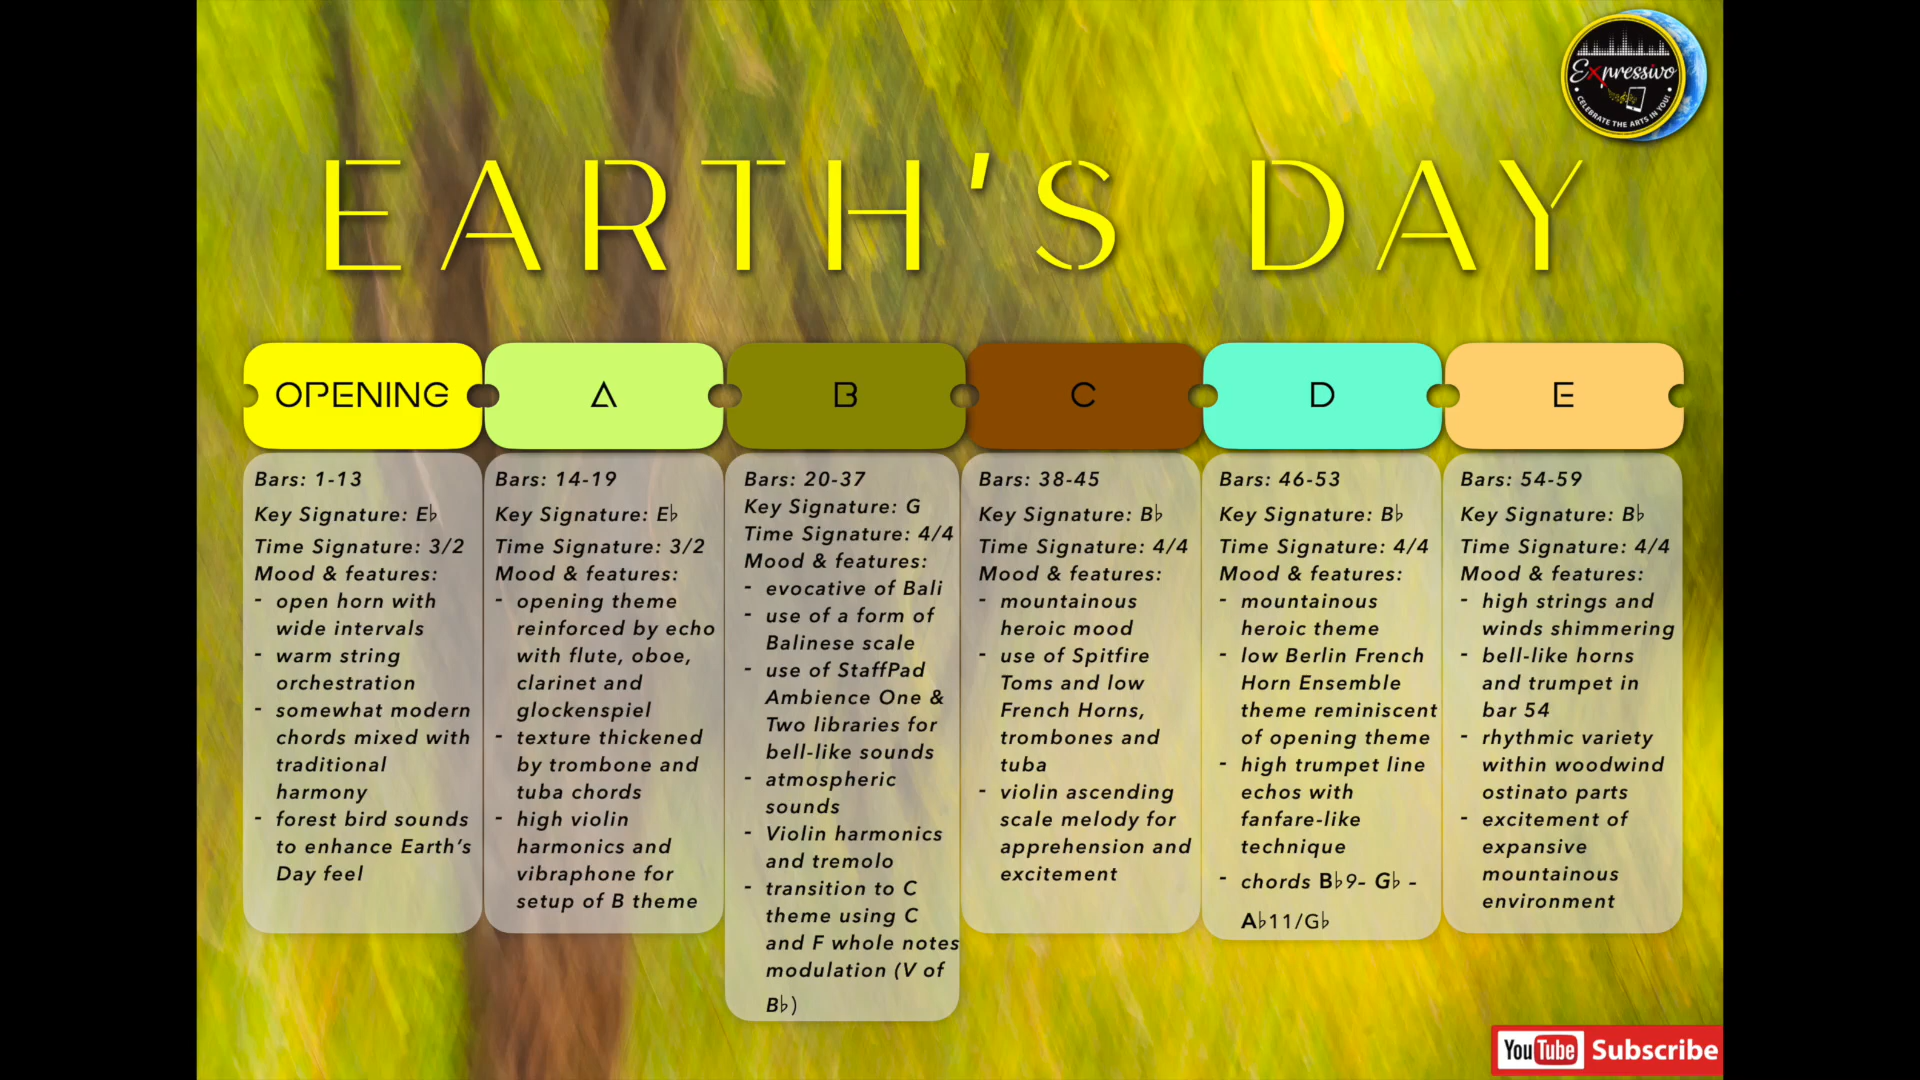 Expressivo
CELEBRATE THE ARTS IN YOU!
EARTH'S DAY
OPENING
Bars: 1-13
Key Signature: E♭
Time Signature: 3/2
Mood & features:
- open horn with
wide intervals
- warm string
orchestration
- somewhat modern
chords mixed with
traditional
harmony
- forest bird sounds
to enhance Earth's
Day feel
A
Bars: 14-19
Key Signature: E♭
Time Signature: 3/2
Mood & features:
- opening theme
reinforced by echo
with flute, oboe,
clarinet and
glockenspiel
- texture thickened
by trombone and
tuba chords
- high violin
harmonics and
vibraphone for
setup of B theme
B
Bars: 20-37
Key Signature: G
Time Signature: 4/4
Mood & features:
- evocative of Bali
- use of a form of
Balinese scale
- use of StaffPad
Ambience One &
Two libraries for
bell-like sounds
- atmospheric
sounds
- Violin harmonics
and tremolo
- transition to C
theme using C
and F whole notes
modulation (V of
B♭)
C
Bars: 38-45
Key Signature: B♭
Time Signature: 4/4
Mood & features:
- mountainous
heroic mood
- use of Spitfire
Toms and low
French Horns,
trombones and
tuba
- violin ascending
scale melody for
apprehension and
excitement
D
Bars: 46-53
Key Signature: B♭
Time Signature: 4/4
Mood & features:
- mountainous
heroic theme
- low Berlin French
Horn Ensemble
theme reminiscent
of opening theme
- high trumpet line
echos with
fanfare-like
technique
- chords B♭9- G♭ -
A♭11/G♭
E
Bars: 54-59
Key Signature: B♭
Time Signature: 4/4
Mood & features:
- high strings and
winds shimmering
- bell-like horns
and trumpet in
bar 54
- rhythmic variety
within woodwind
ostinato parts
- excitement of
expansive
mountainous
environment
YouTube Subscribe